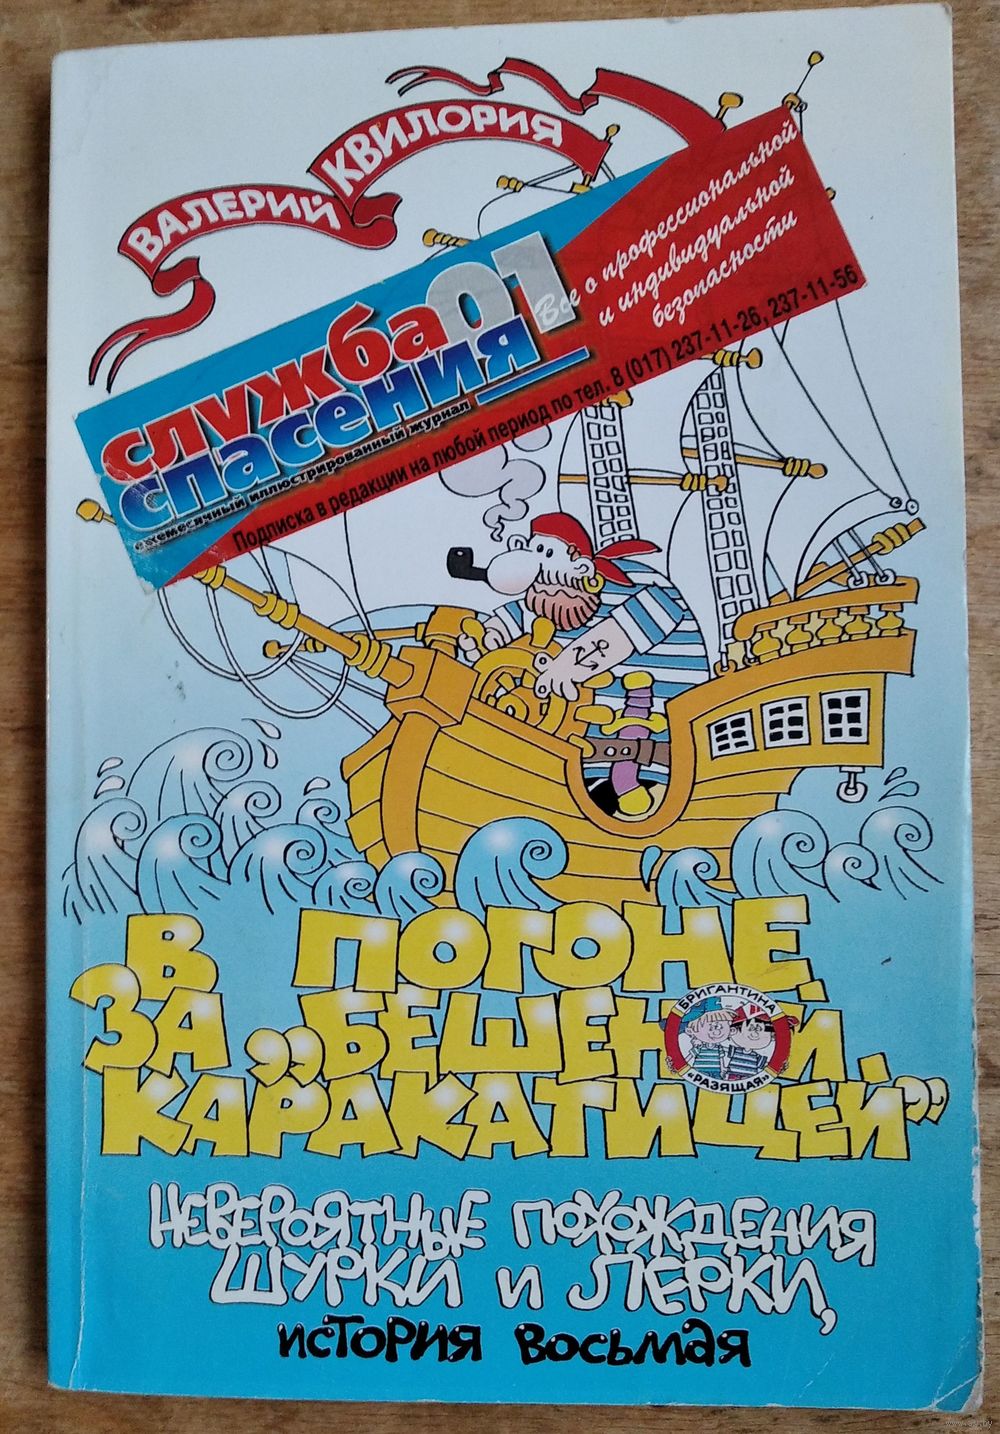 ВАЛЕРИЙ КВИЛОРИЯ
служба 01
спасения
ежемесячный иллюстрированный журнал
Все о профессиональной
и индивидуальной
безопасности
Подписка в редакции на любой период по тел. 8 (017) 237-11-26, 237-11-56
В ПОГОНЕ
ЗА „БЕШЕНОЙ
КАРАКАТИЦЕЙ"
БРИГАНТИНА
«РАЗЯЩАЯ»
НЕВЕРОЯТНЫЕ ПОХОЖДЕНИЯ
ШУРКИ И ЛЕРКИ,
ИСТОРИЯ ВОСЬМАЯ